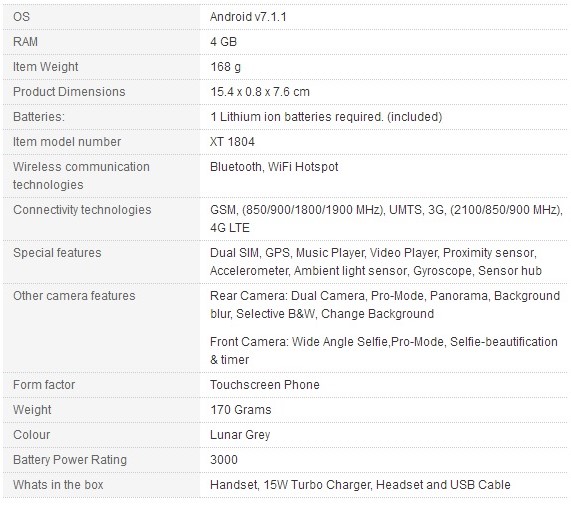 OS Android v7.1.1
RAM 4 GB
Item Weight 168 g
Product Dimensions 15.4 x 0.8 x 7.6 cm
Batteries: 1 Lithium ion batteries required. (included)
Item model number XT 1804
Wireless communication Bluetooth, WiFi Hotspot
technologies
Connectivity technologies GSM, (850/900/1800/1900 MHz), UMTS, 3G, (2100/850/900 MHz),
4G LTE
Special features Dual SIM, GPS, Music Player, Video Player, Proximity sensor,
Accelerometer, Ambient light sensor, Gyroscope, Sensor hub
Other camera features Rear Camera: Dual Camera, Pro-Mode, Panorama, Background
blur, Selective B&W, Change Background
Front Camera: Wide Angle Selfie,Pro-Mode, Selfie-beautification
& timer
Form factor Touchscreen Phone
Weight 170 Grams
Colour Lunar Grey
Battery Power Rating 3000
Whats in the box Handset, 15W Turbo Charger, Headset and USB Cable